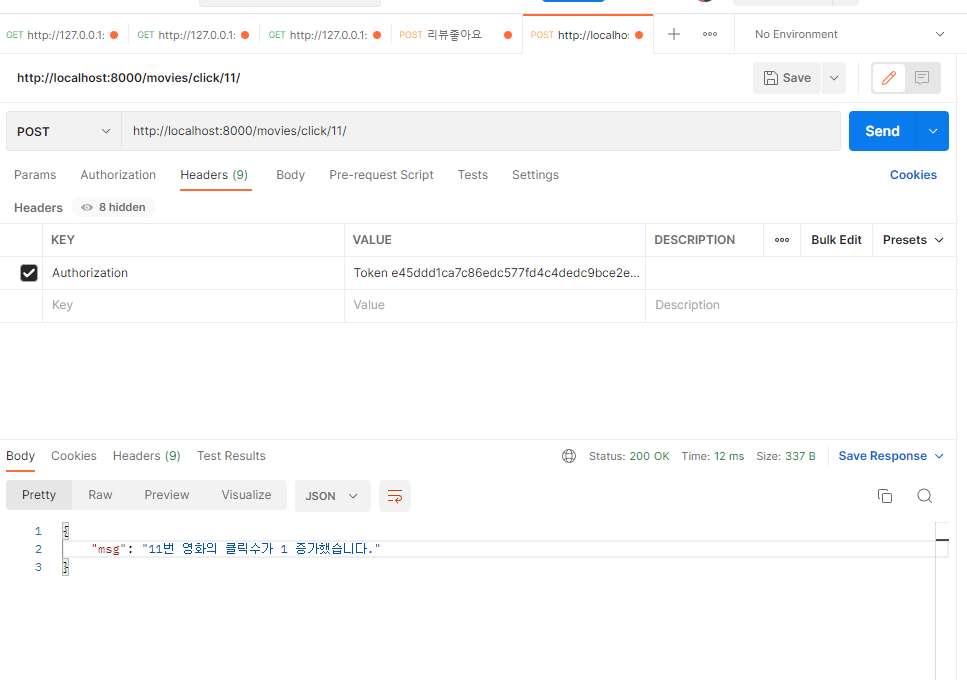 GET http://127.0.0.1: GET http://127.0.0.1: GET http://127.0.0.1: POST 리뷰좋아요 POST http://localho: No Environment
http://localhost:8000/movies/click/11/ Save
POST http://localhost:8000/movies/click/11/ Send
Params Authorization Headers (9) Body Pre-request Script Tests Settings Cookies
Headers 8 hidden
KEY VALUE DESCRIPTION Bulk Edit Presets
Authorization Token e45ddd1ca7c86edc577fd4c4dedc9bce2e...
Key Value Description
Body Cookies Headers (9) Test Results Status: 200 OK Time: 12 ms Size: 337 B Save Response
Pretty Raw Preview Visualize JSON
1 {
2 "msg": "11번 영화의 클릭수가 1 증가했습니다."
3 }